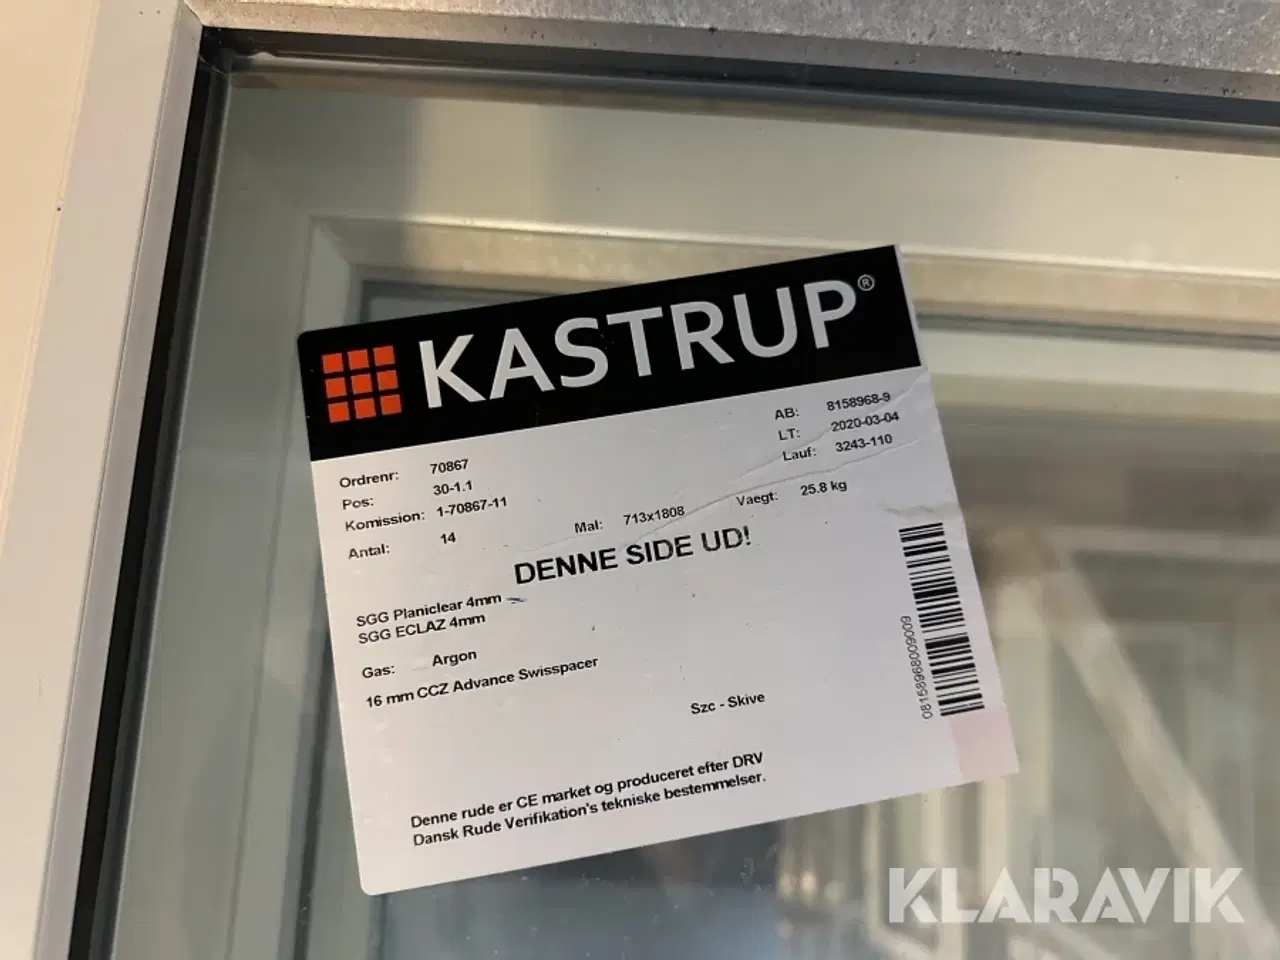 KASTRUP®
Ordrenr: 70867
AB: 8158968-9
Pos: 30-1.1
LT: 2020-03-04
Komission: 1-70867-11
Lauf: 3243-110
Antal: 14
Mal: 713x1808
Vaegt: 25.8 kg
DENNE SIDE UD!
SGG Planiclear 4mm
SGG ECLAZ 4mm
Gas: Argon
16 mm CCZ Advance Swisspacer
Szc - Skive
Denne rude er CE market og produceret efter DRV
Dansk Rude Verifikation's tekniske bestemmelser.
08158968009009
KLARAVIK